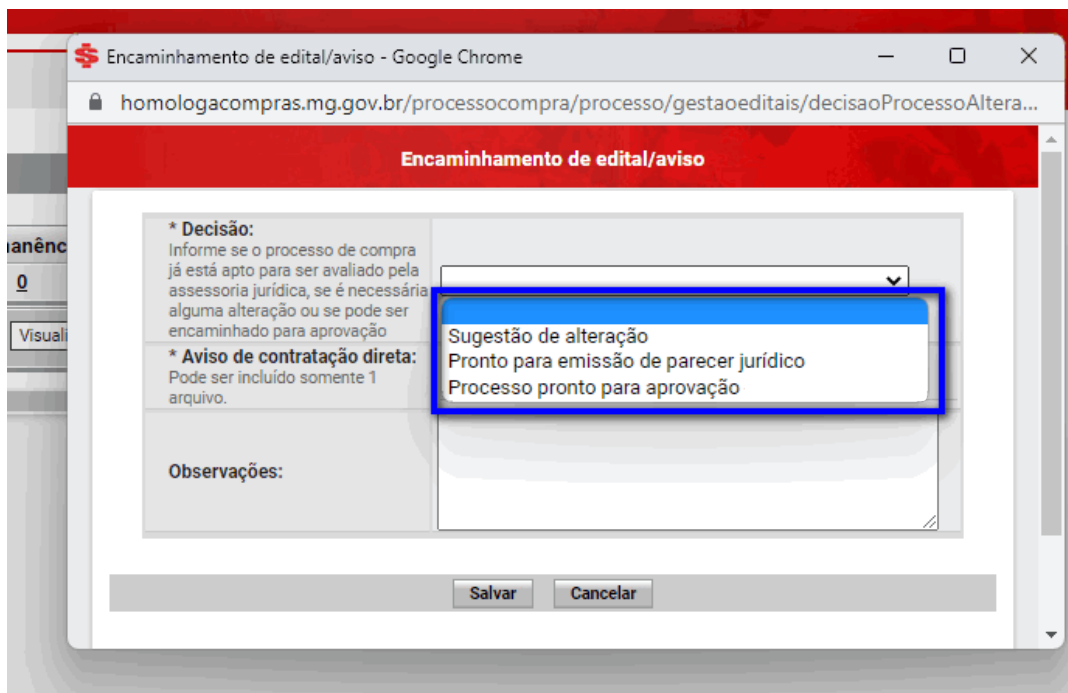 Encaminhamento de edital/aviso - Google Chrome
homologacompras.mg.gov.br/processocompra/processo/gestaoeditais/decisaoProcessoAltera...
Encaminhamento de edital/aviso
* Decisão:
Informe se o processo de compra
já está apto para ser avaliado pela
assessoria jurídica, se é necessária
alguma alteração ou se pode ser
encaminhado para aprovação
Sugestão de alteração
Pronto para emissão de parecer jurídico
Processo pronto para aprovação
* Aviso de contratação direta:
Pode ser incluído somente 1
arquivo.
Observações:
Salvar Cancelar
anênc
0
Visuali